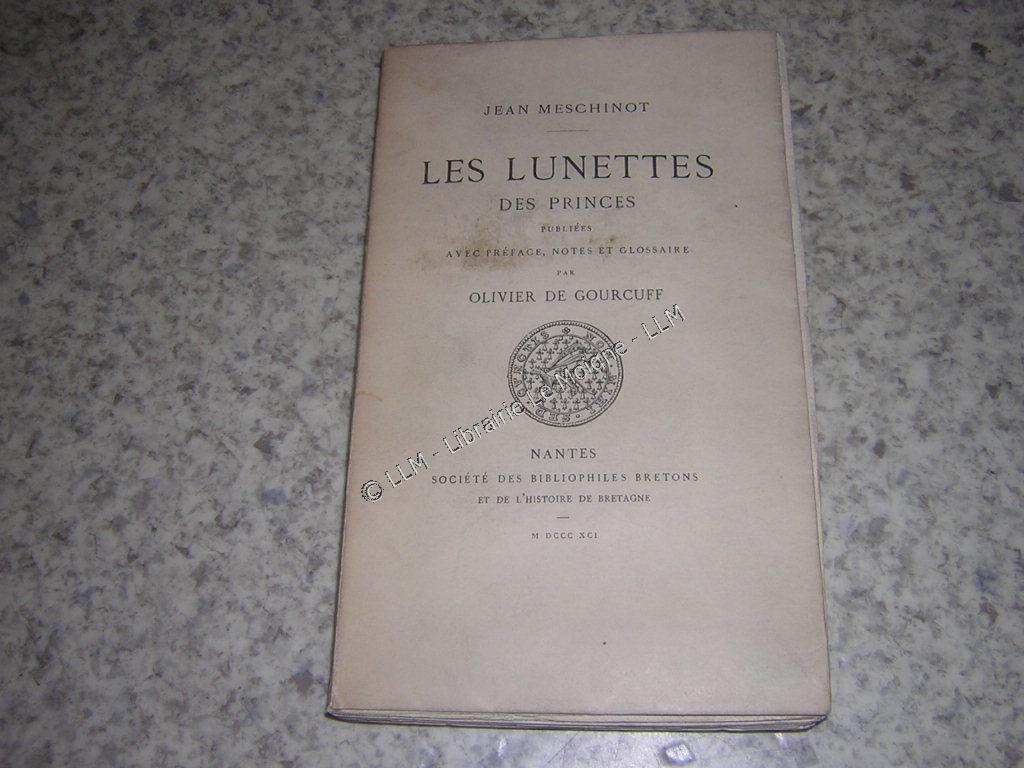 JEAN MESCHINOT
LES LUNETTES
DES PRINCES
PUBLIÉES
AVEC PRÉFACE, NOTES ET GLOSSAIRE
PAR
OLIVIER DE GOURCUFF
NANTES
SOCIÉTÉ DES BIBLIOPHILES BRETONS
ET DE L'HISTOIRE DE BRETAGNE
M DCCC XCI
© LLM - Librairie Le Moigne - LLM